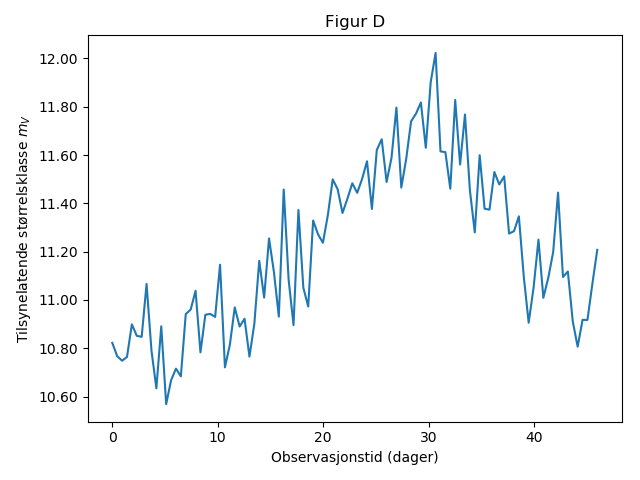 Figur D
Tilsynelatende størrelsklasse $m_V$
12.00
11.80
11.60
11.40
11.20
11.00
10.80
10.60
0 10 20 30 40
Observasjonstid (dager)